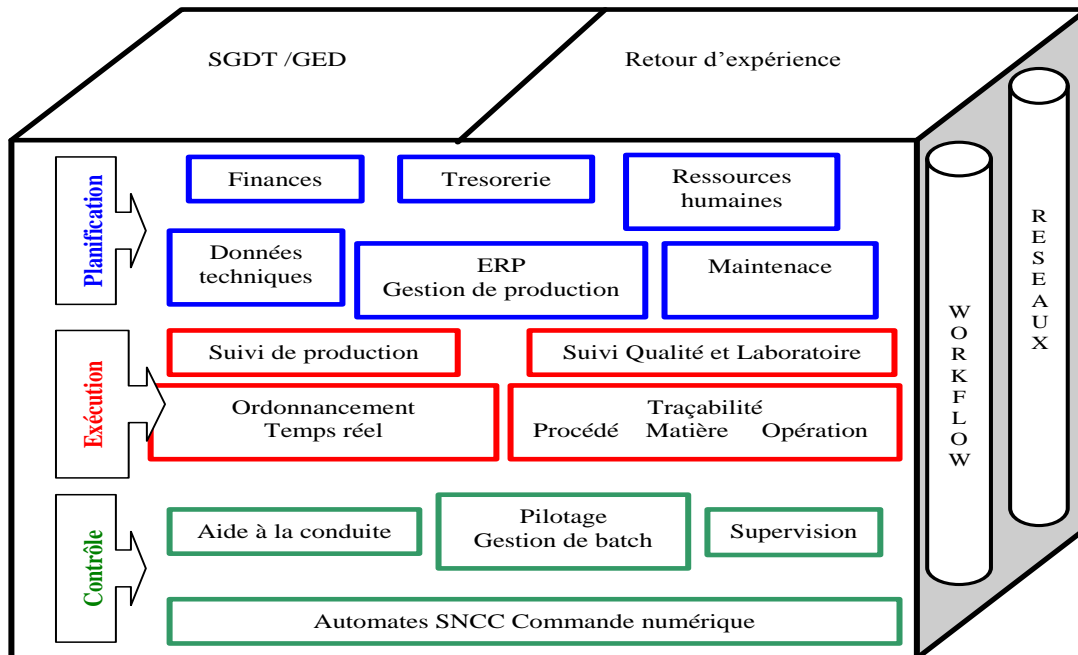 SGDT /GED
Retour d’expérience
Planification
Finances
Tresorerie
Ressources
humaines
Données
techniques
ERP
Gestion de production
Maintenace
Exécution
Suivi de production
Suivi Qualité et Laboratoire
Ordonnancement
Temps réel
Traçabilité
Procédé Matière Opération
Contrôle
Aide à la conduite
Pilotage
Gestion de batch
Supervision
Automates SNCC Commande numérique
WORKFLOW
RESEAUX